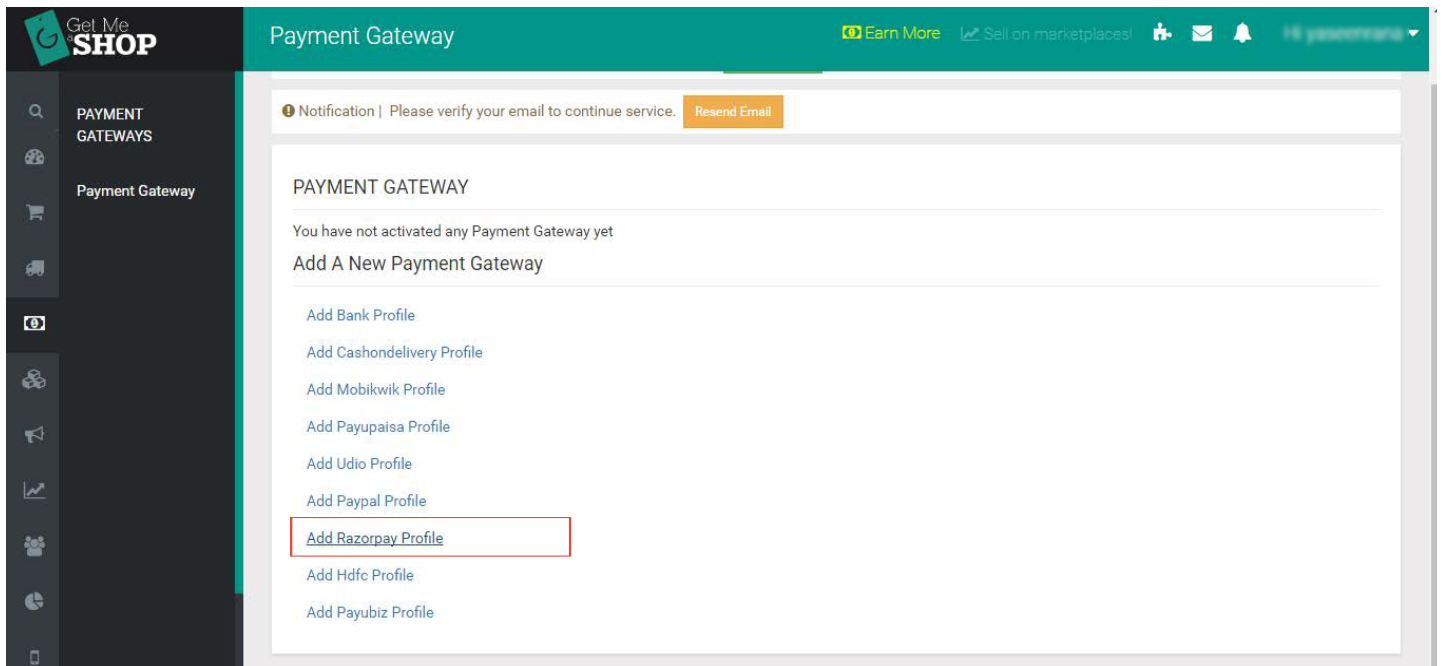 Get Me
a SHOP
Payment Gateway
Earn More
Sell on marketplaces!
Hi yaseenrana
PAYMENT
GATEWAYS
Payment Gateway
Notification | Please verify your email to continue service.
Resend Email
PAYMENT GATEWAY
You have not activated any Payment Gateway yet
Add A New Payment Gateway
Add Bank Profile
Add Cashondelivery Profile
Add Mobikwik Profile
Add Payupaisa Profile
Add Udio Profile
Add Paypal Profile
Add Razorpay Profile
Add Hdfc Profile
Add Payubiz Profile